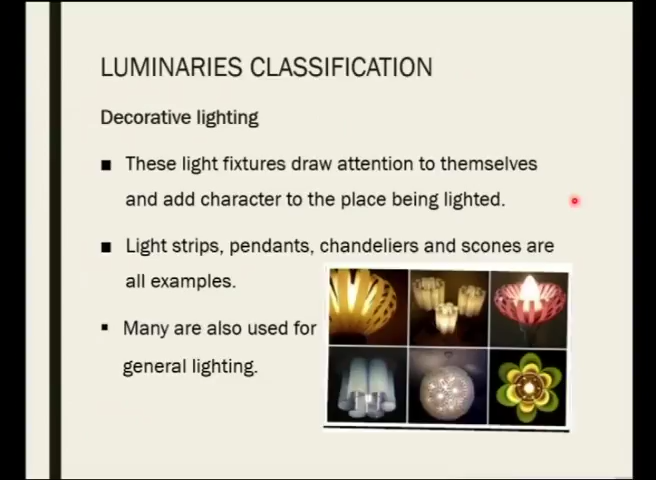 LUMINARIES CLASSIFICATION
Decorative lighting
■ These light fixtures draw attention to themselves
and add character to the place being lighted.
■ Light strips, pendants, chandeliers and scones are
all examples.
▪ Many are also used for
general lighting.